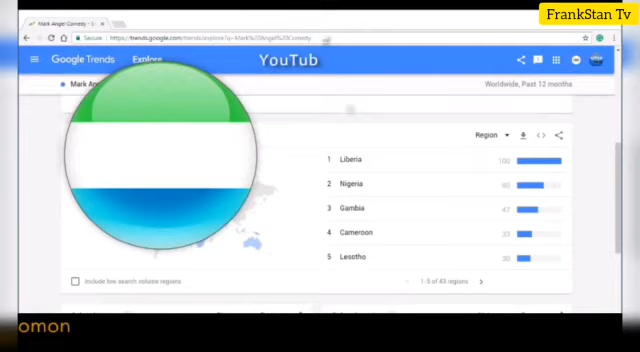 FrankStan Tv
Mark Angel Comedy -
Secure https://trends.google.com/trends/explore?q=Mark%20Angel%20Comedy
Google Trends Explore
YouTub
Mark An
Worldwide, Past 12 months
Region
1 Liberia 100
2 Nigeria 60
3 Gambia 47
4 Cameroon 33
5 Lesotho 30
Include low search volume regions
1-5 of 43 regions
omon